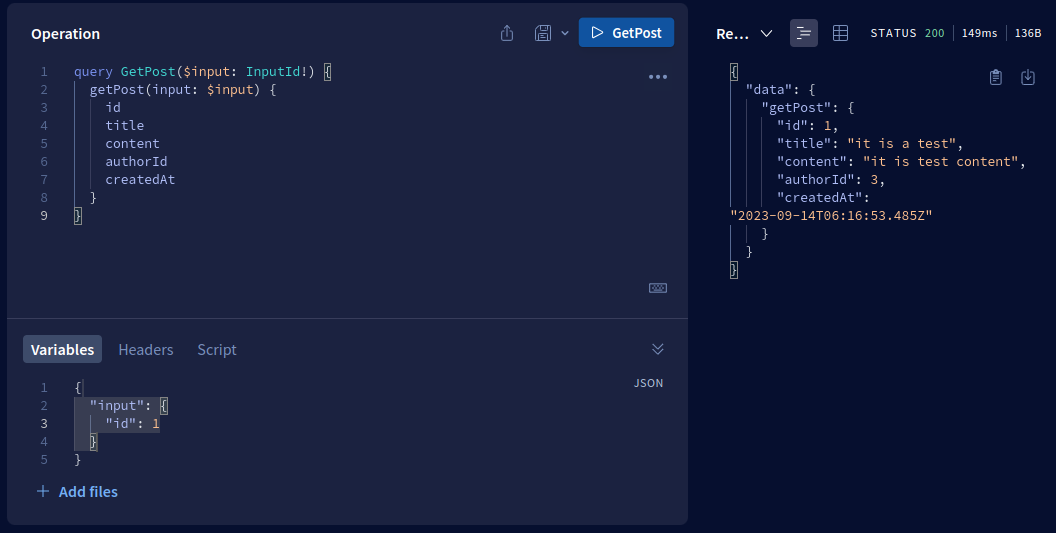 Operation
GetPost
1 query GetPost($input: InputId!) {
2 getPost(input: $input) {
3 id
4 title
5 content
6 authorId
7 createdAt
8 }
9 }
Variables Headers Script
JSON
1 {
2 "input": {
3 "id": 1
4 }
5 }
+ Add files
Re... STATUS 200 149ms 136B
{
"data": {
"getPost": {
"id": 1,
"title": "it is a test",
"content": "it is test content",
"authorId": 3,
"createdAt":
"2023-09-14T06:16:53.485Z"
}
}
}